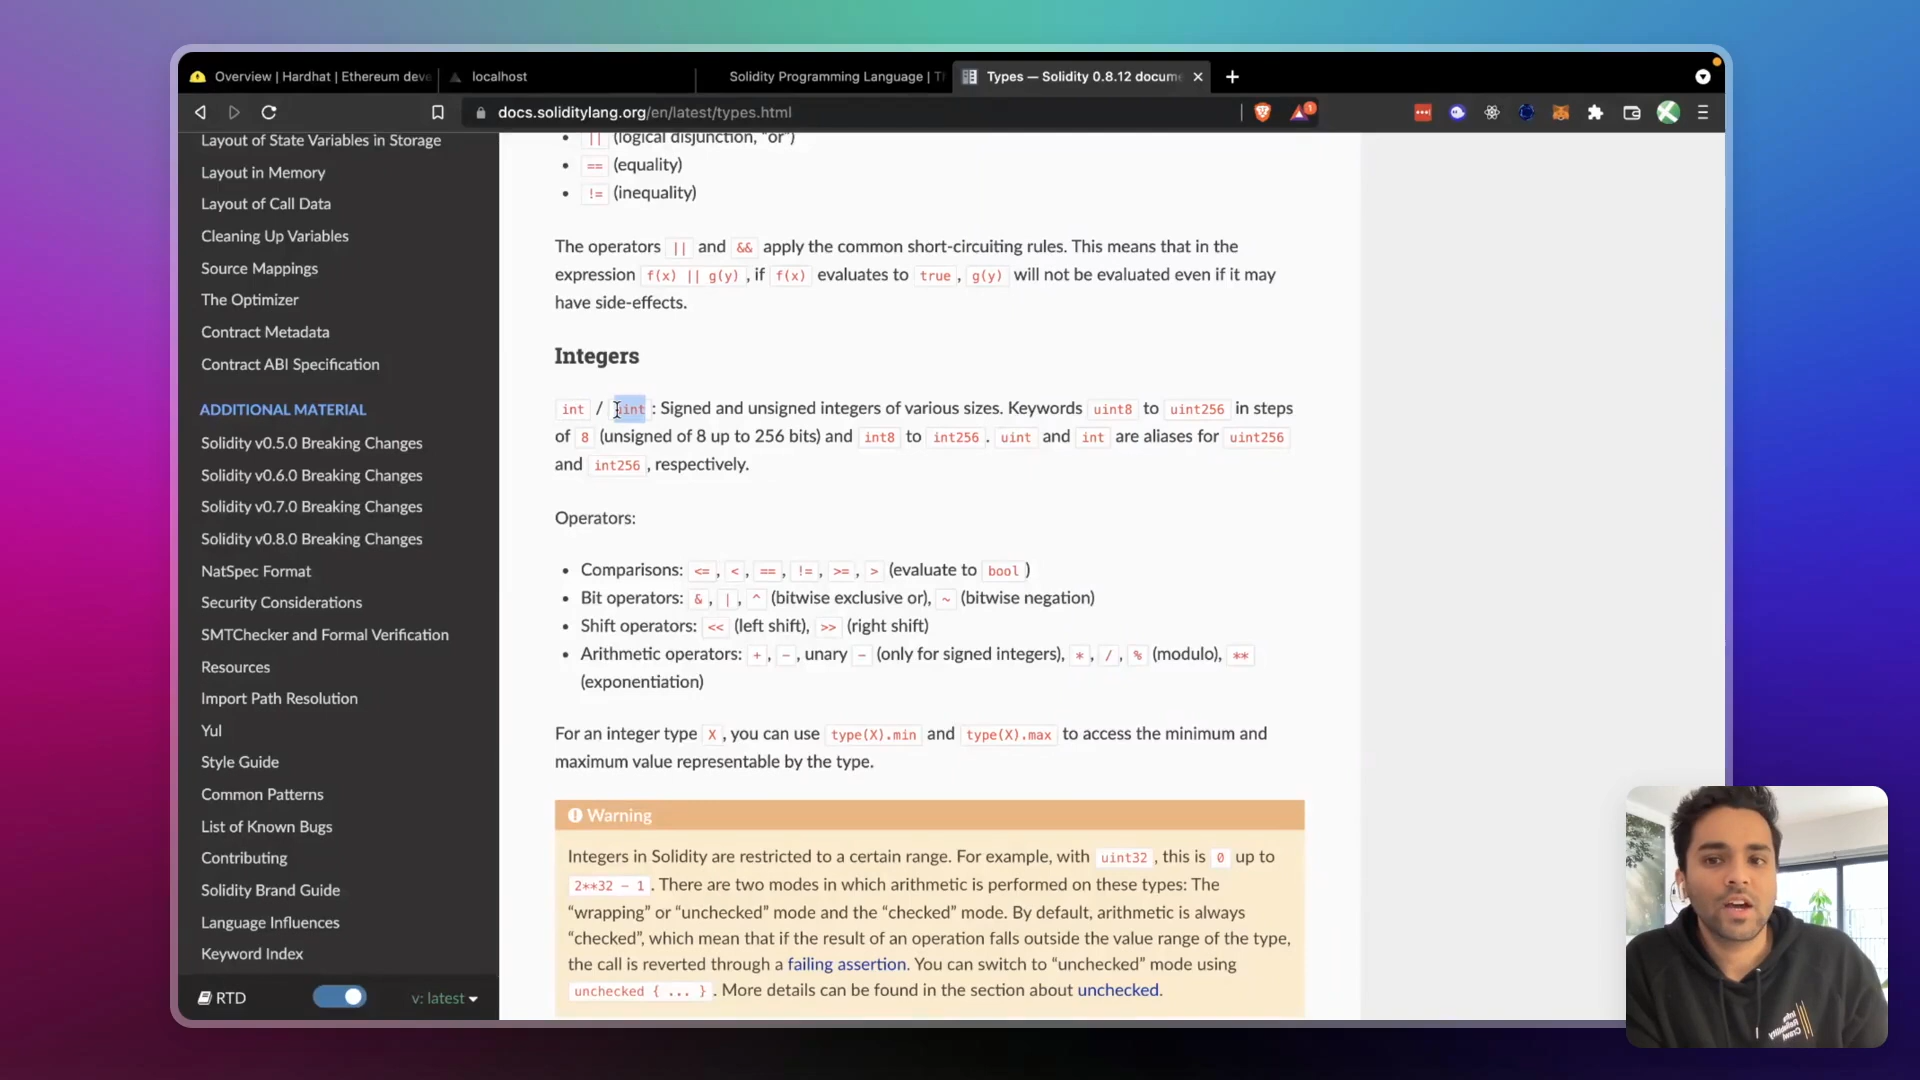 Overview | Hardhat | Ethereum deve
localhost
Solidity Programming Language | T
Types — Solidity 0.8.12 docum
docs.soliditylang.org/en/latest/types.html
1
Layout of State Variables in Storage
Layout in Memory
Layout of Call Data
Cleaning Up Variables
Source Mappings
The Optimizer
Contract Metadata
Contract ABI Specification
ADDITIONAL MATERIAL
Solidity v0.5.0 Breaking Changes
Solidity v0.6.0 Breaking Changes
Solidity v0.7.0 Breaking Changes
Solidity v0.8.0 Breaking Changes
NatSpec Format
Security Considerations
SMTChecker and Formal Verification
Resources
Import Path Resolution
Yul
Style Guide
Common Patterns
List of Known Bugs
Contributing
Solidity Brand Guide
Language Influences
Keyword Index
RTD
v: latest
|| (logical disjunction, “or”)
== (equality)
!= (inequality)
The operators || and && apply the common short-circuiting rules. This means that in the
expression f(x) || g(y) , if f(x) evaluates to true , g(y) will not be evaluated even if it may
have side-effects.
Integers
int / uint : Signed and unsigned integers of various sizes. Keywords uint8 to uint256 in steps
of 8 (unsigned of 8 up to 256 bits) and int8 to int256 . uint and int are aliases for uint256
and int256 , respectively.
Operators:
Comparisons: <= , < , == , != , >= , > (evaluate to bool )
Bit operators: & , | , ^ (bitwise exclusive or), ~ (bitwise negation)
Shift operators: << (left shift), >> (right shift)
Arithmetic operators: + , - , unary - (only for signed integers), * , / , % (modulo), **
(exponentiation)
For an integer type X , you can use type(X).min and type(X).max to access the minimum and
maximum value representable by the type.
Warning
Integers in Solidity are restricted to a certain range. For example, with uint32 , this is 0 up to
2**32 - 1 . There are two modes in which arithmetic is performed on these types: The
“wrapping” or “unchecked” mode and the “checked” mode. By default, arithmetic is always
“checked”, which mean that if the result of an operation falls outside the value range of the type,
the call is reverted through a failing assertion. You can switch to “unchecked” mode using
unchecked { ... } . More details can be found in the section about unchecked.